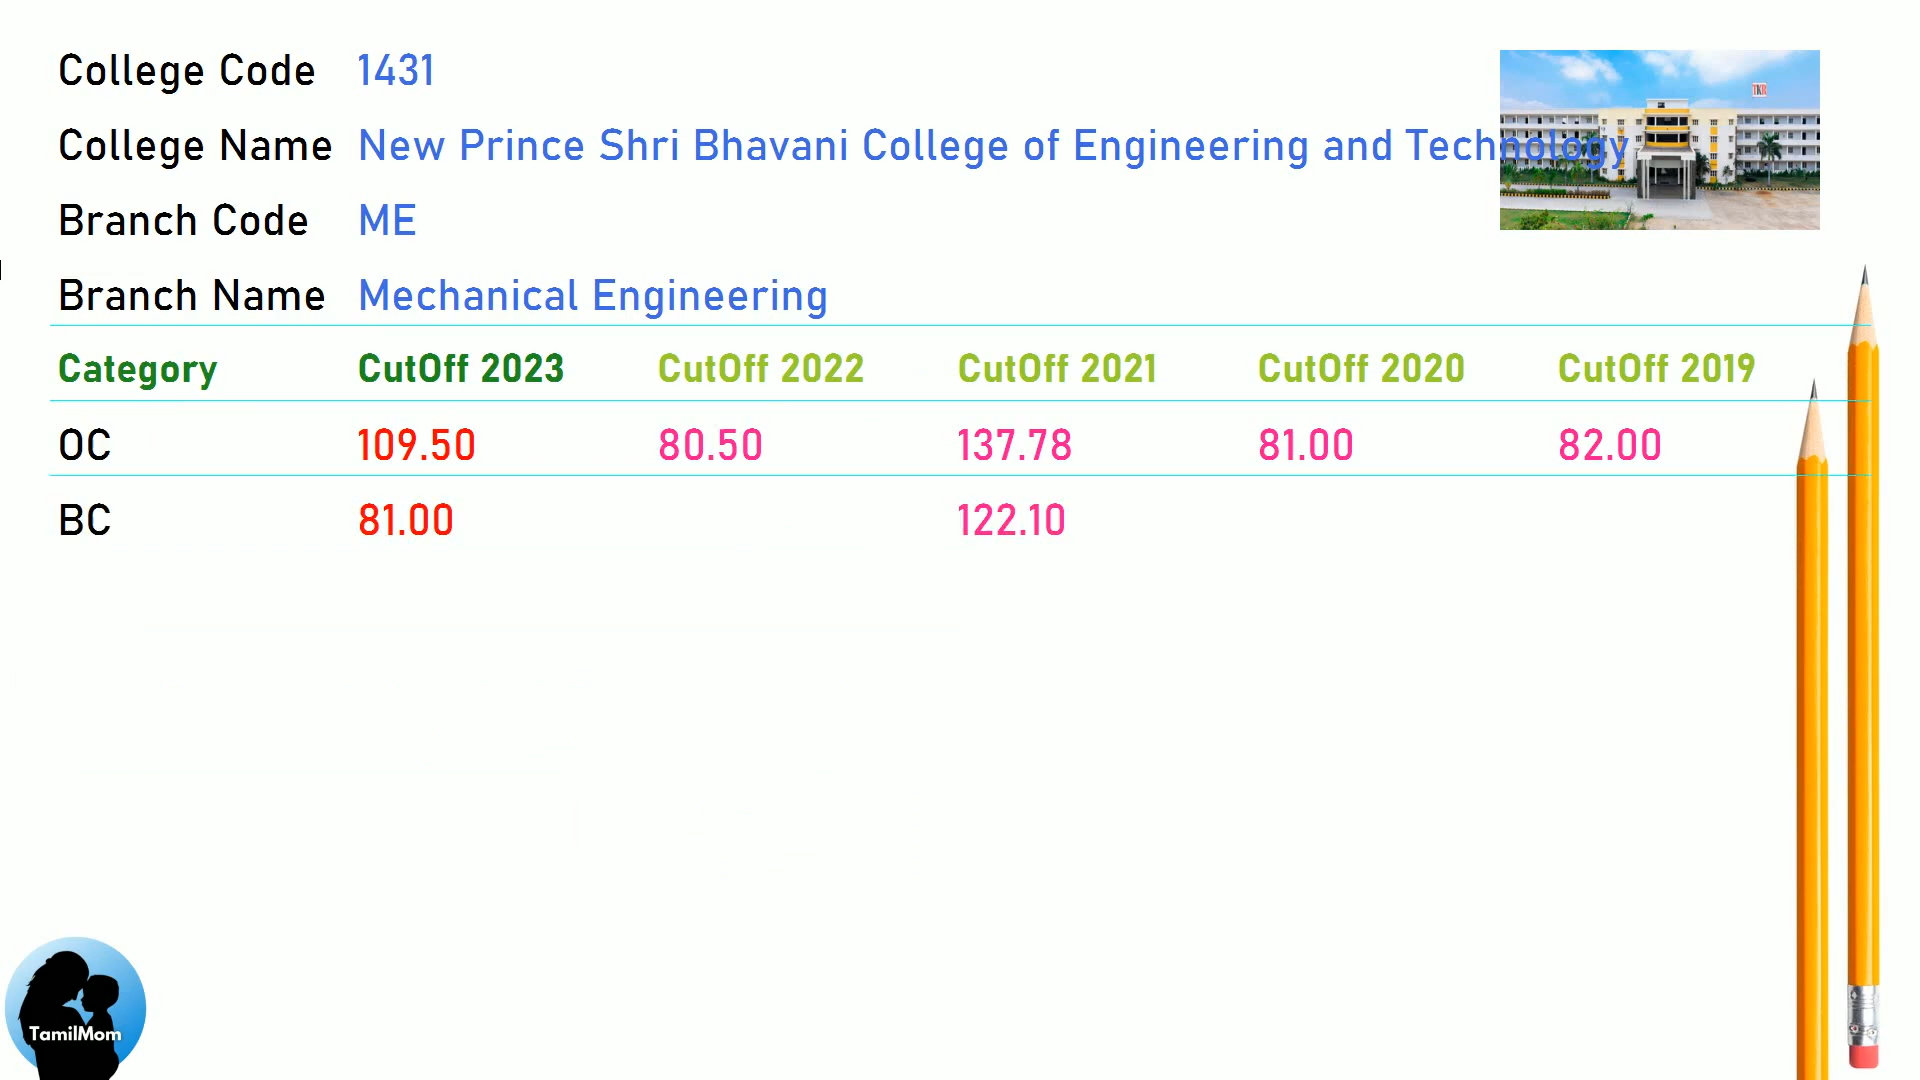 College Code 1431
TKR
College Name New Prince Shri Bhavani College of Engineering and Technology
Branch Code ME
Branch Name Mechanical Engineering
Category CutOff 2023 CutOff 2022 CutOff 2021 CutOff 2020 CutOff 2019
OC 109.50 80.50 137.78 81.00 82.00
BC 81.00 122.10
TamilMom